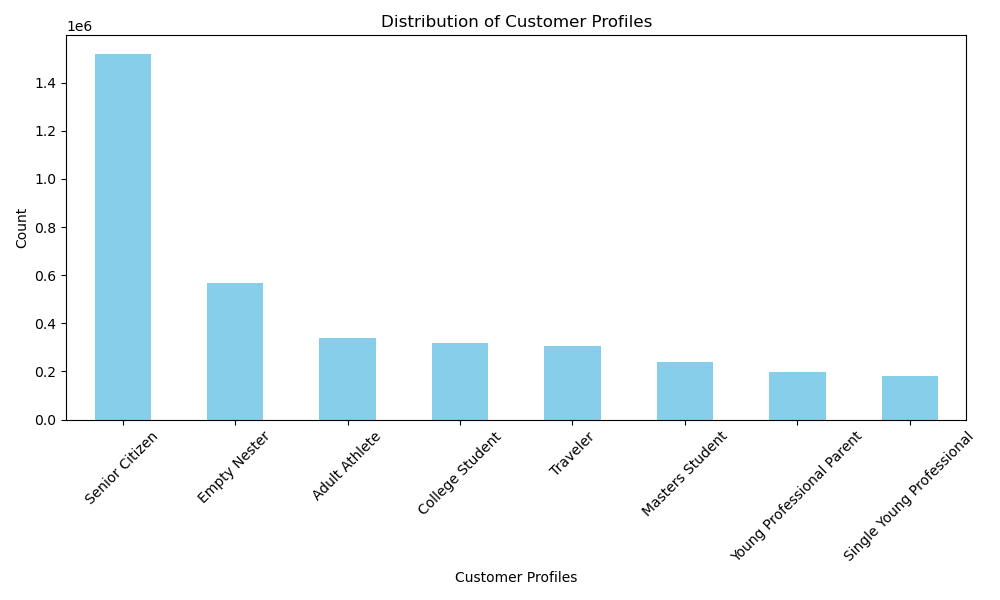 Distribution of Customer Profiles
1e6
1.4
1.2
1.0
0.8
0.6
0.4
0.2
0.0
Count
Senior Citizen
Empty Nester
Adult Athlete
College Student
Traveler
Masters Student
Young Professional Parent
Single Young Professional
Customer Profiles